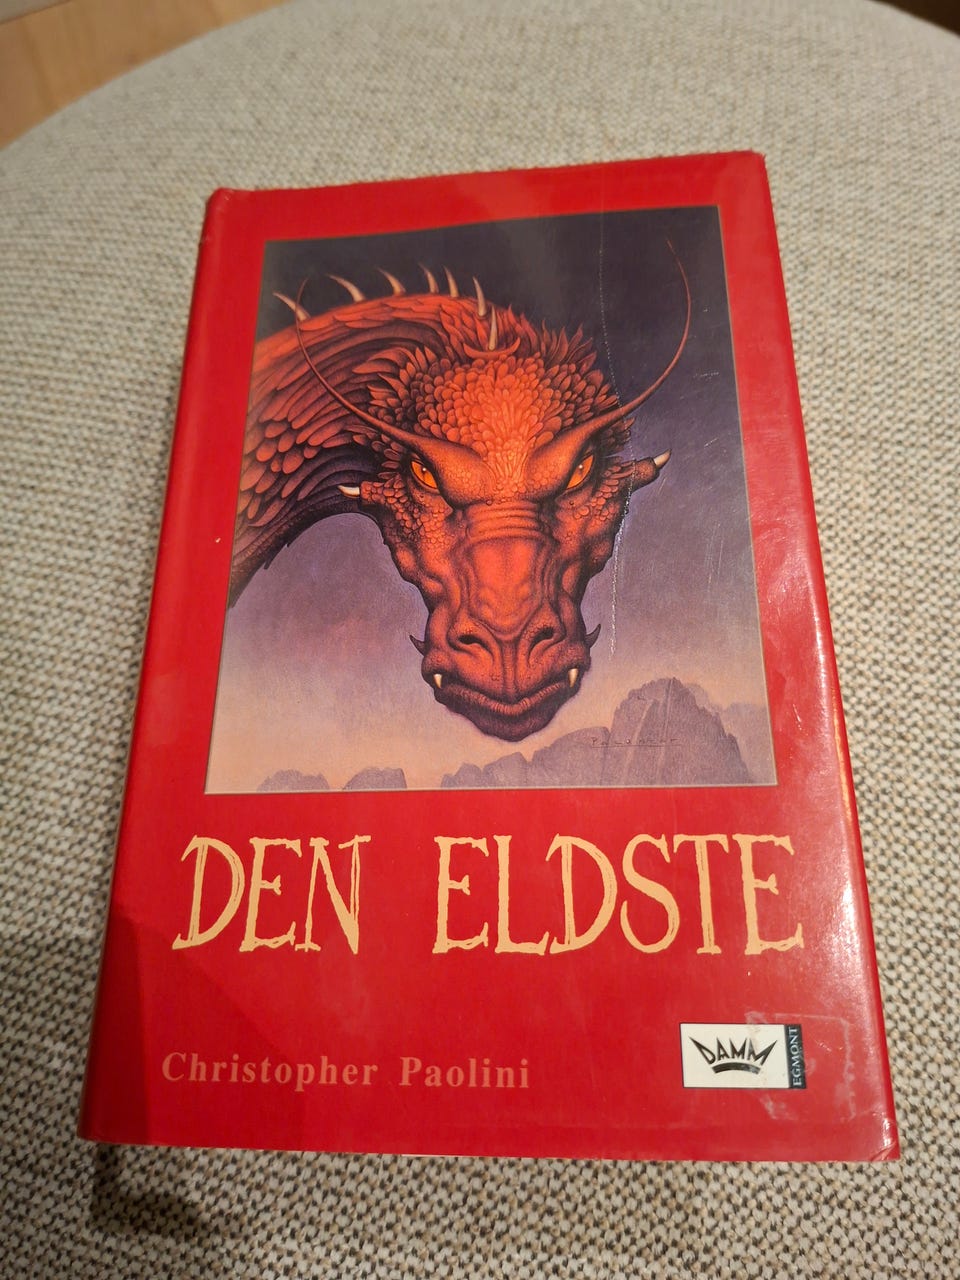 DEN ELDSTE
Christopher Paolini
DAMM
EGMONT